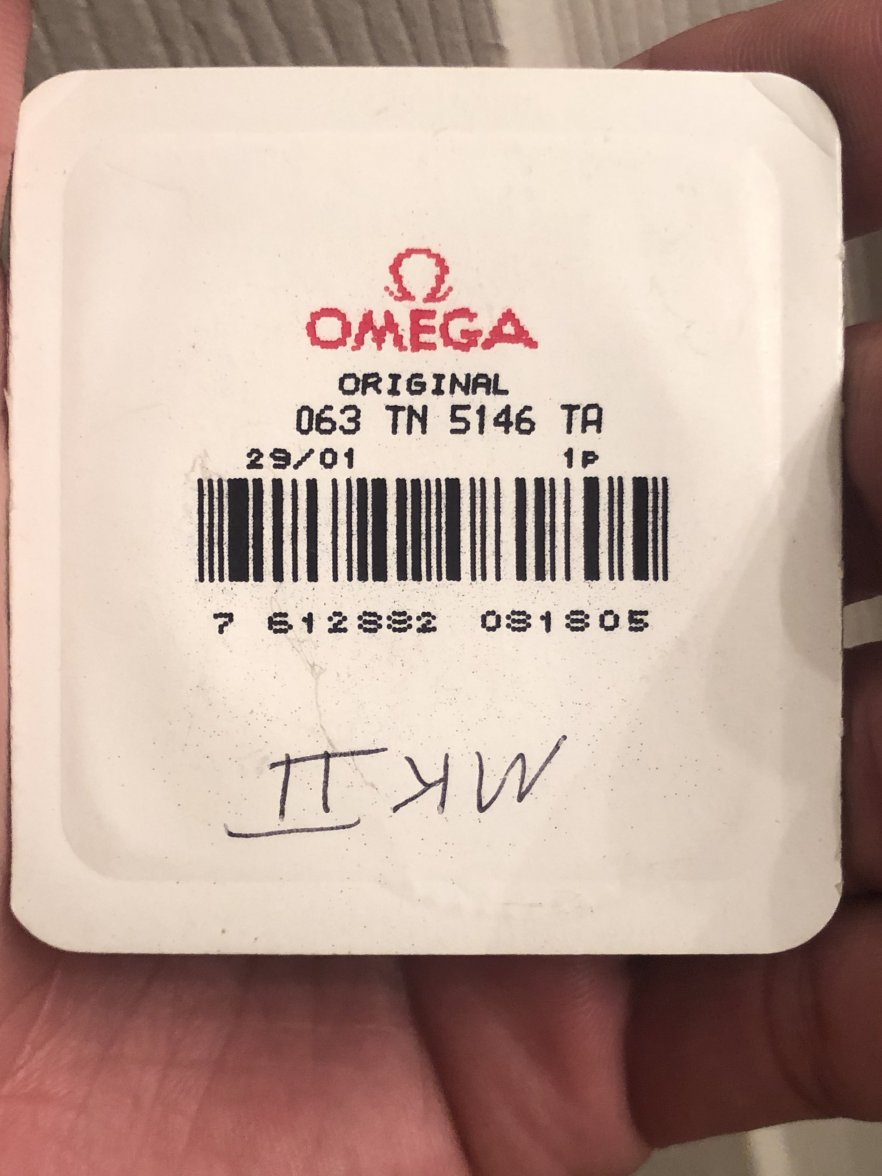 Ω
OMEGA
ORIGINAL
063 TN 5146 TA
29/01 1P
7 612882 081805
MK II